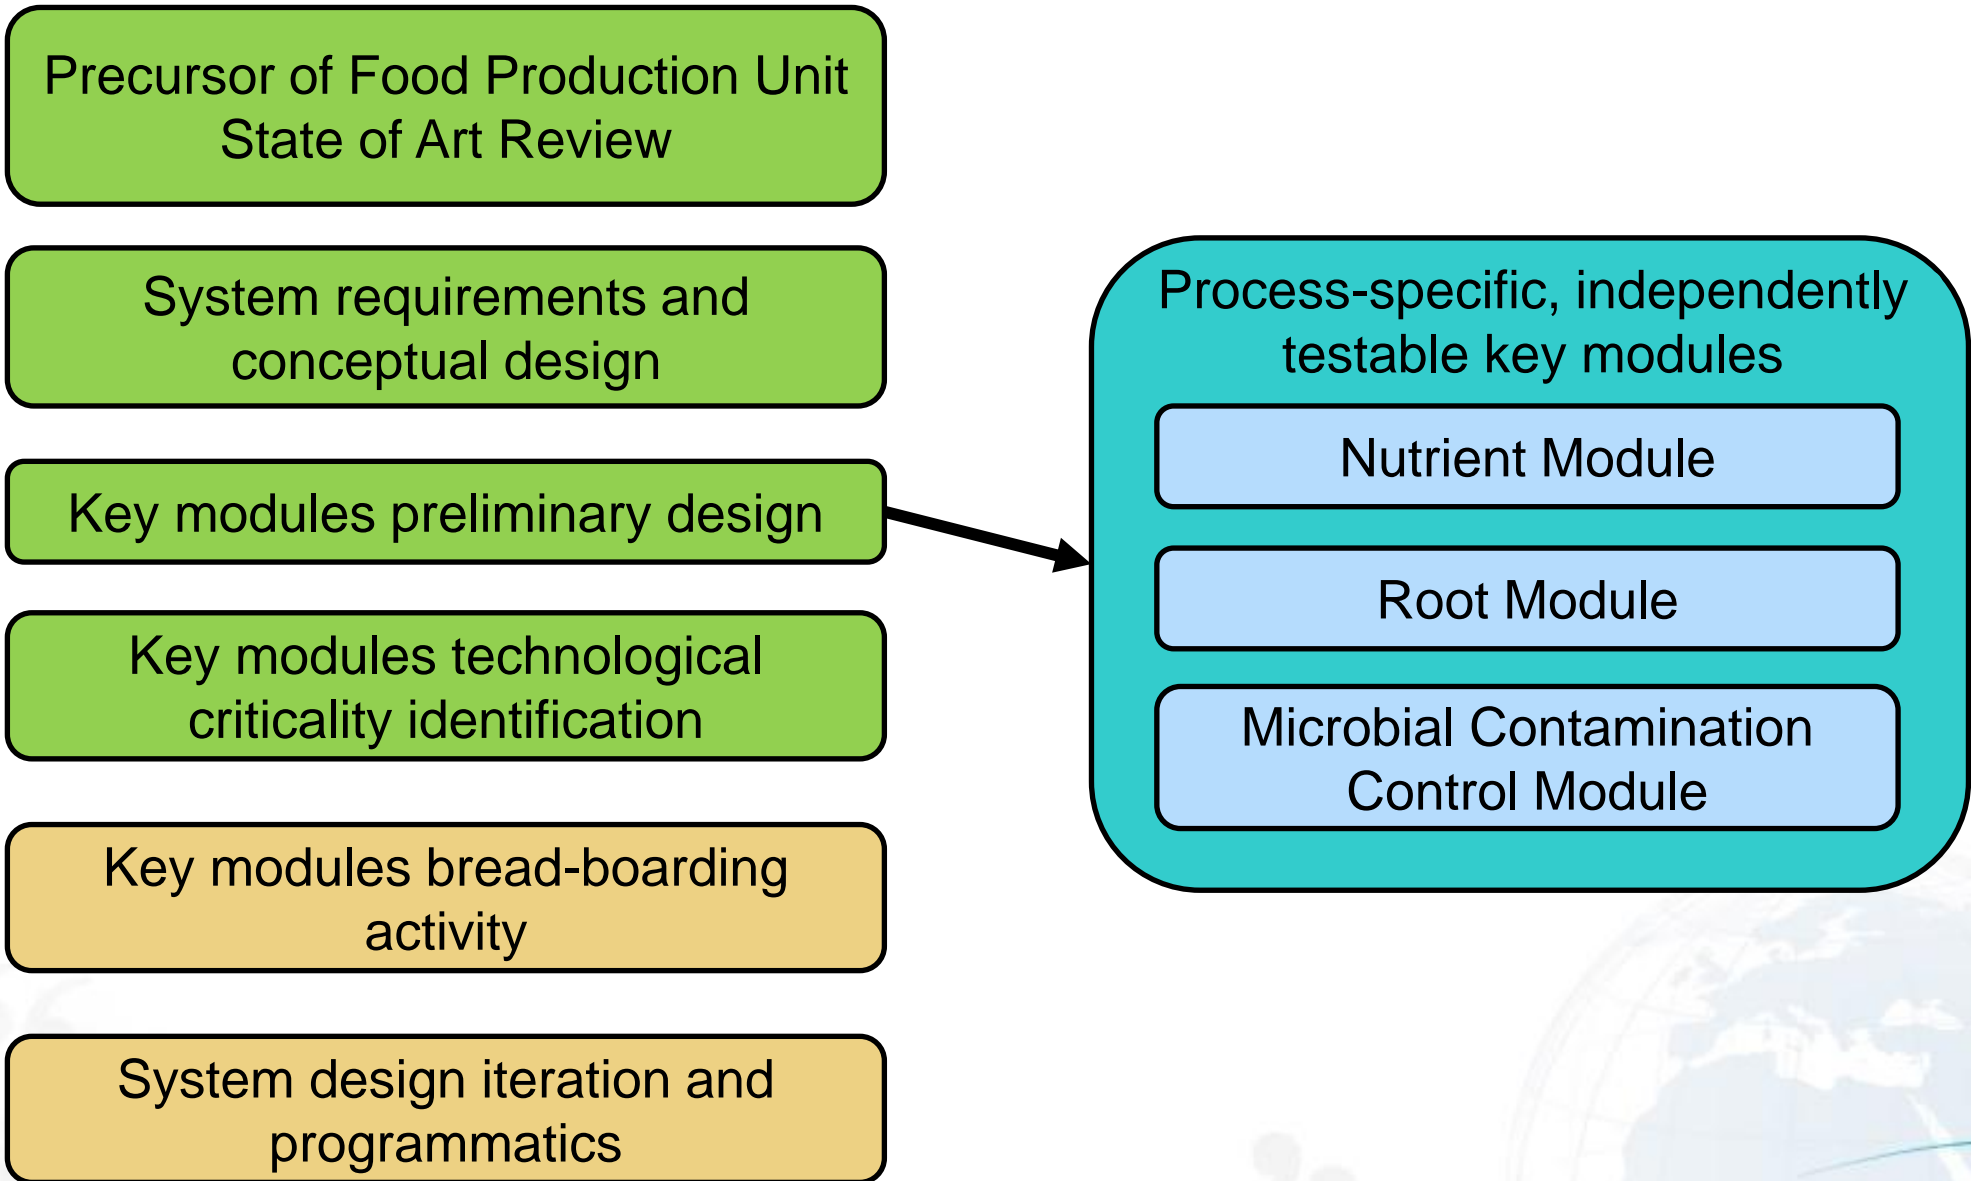 Precursor of Food Production Unit
State of Art Review
System requirements and
conceptual design
Key modules preliminary design
Key modules technological
criticality identification
Key modules bread-boarding
activity
System design iteration and
programmatics
Process-specific, independently
testable key modules
Nutrient Module
Root Module
Microbial Contamination
Control Module